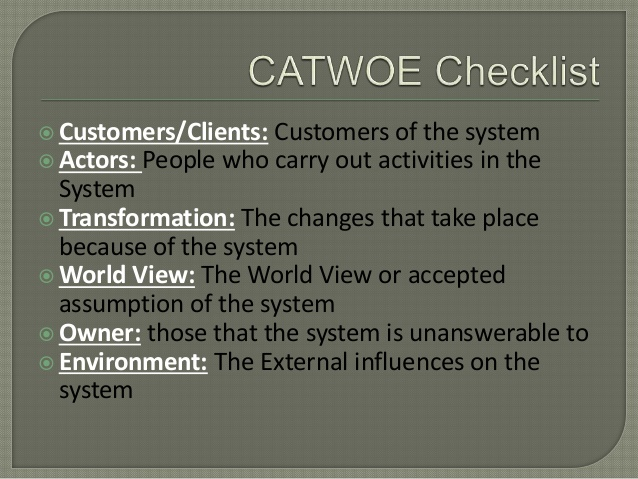 CATWOE Checklist
Customers/Clients: Customers of the system
Actors: People who carry out activities in the
System
Transformation: The changes that take place
because of the system
World View: The World View or accepted
assumption of the system
Owner: those that the system is unanswerable to
Environment: The External influences on the
system